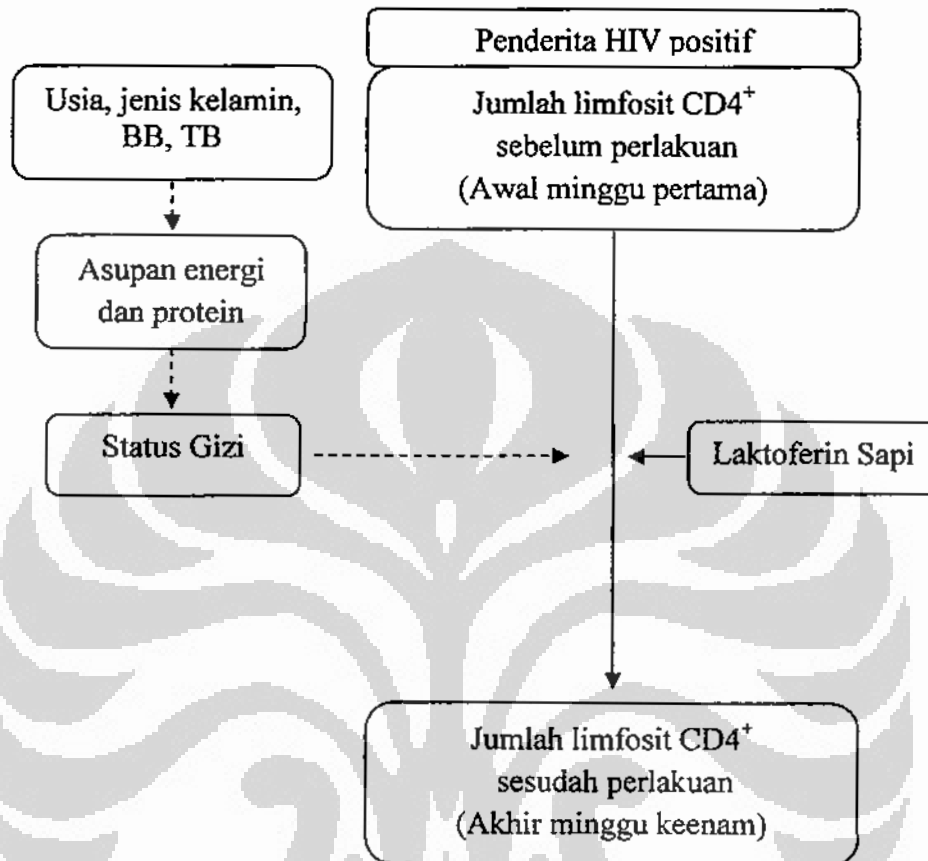 Penderita HIV positif
Usia, jenis kelamin,
BB, TB
Jumlah limfosit CD4⁺
sebelum perlakuan
(Awal minggu pertama)
Asupan energi
dan protein
Status Gizi
Laktoferin Sapi
Jumlah limfosit CD4⁺
sesudah perlakuan
(Akhir minggu keenam)